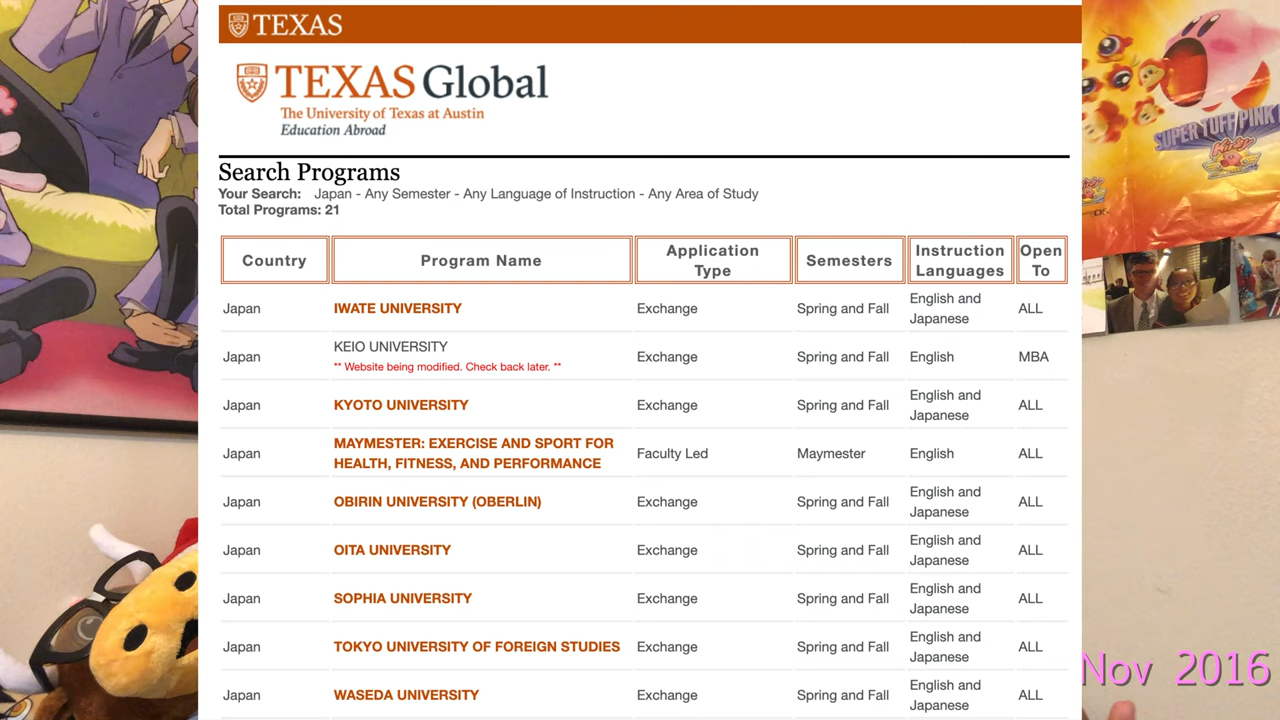 TEXAS
TEXAS Global
The University of Texas at Austin
Education Abroad
Search Programs
Your Search: Japan - Any Semester - Any Language of Instruction - Any Area of Study
Total Programs: 21
Country Program Name Application Type Semesters Instruction Languages Open To
Japan IWATE UNIVERSITY Exchange Spring and Fall English and Japanese ALL
Japan KEIO UNIVERSITY Exchange Spring and Fall English MBA
** Website being modified. Check back later. **
Japan KYOTO UNIVERSITY Exchange Spring and Fall English and Japanese ALL
Japan MAYMESTER: EXERCISE AND SPORT FOR HEALTH, FITNESS, AND PERFORMANCE Faculty Led Maymester English ALL
Japan OBIRIN UNIVERSITY (OBERLIN) Exchange Spring and Fall English and Japanese ALL
Japan OITA UNIVERSITY Exchange Spring and Fall English and Japanese ALL
Japan SOPHIA UNIVERSITY Exchange Spring and Fall English and Japanese ALL
Japan TOKYO UNIVERSITY OF FOREIGN STUDIES Exchange Spring and Fall English and Japanese ALL
Japan WASEDA UNIVERSITY Exchange Spring and Fall English and Japanese ALL
SUPER TUFF PINK
Kirby
Nov 2016